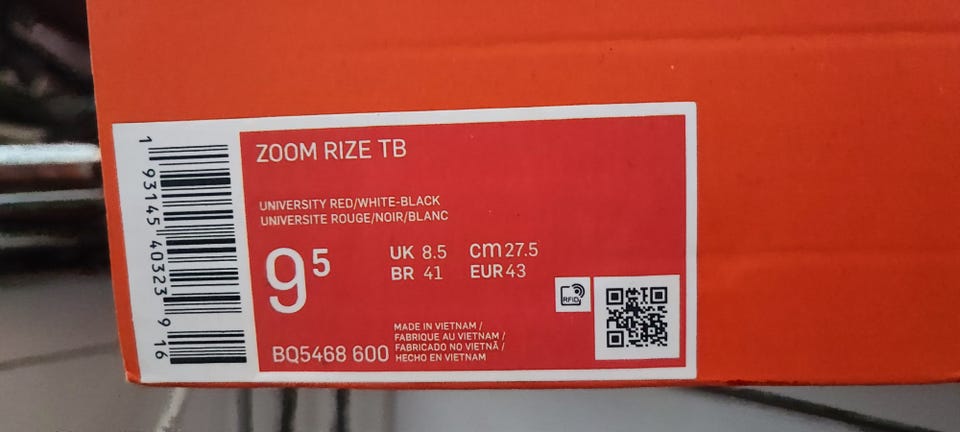 1 93145 40323 9 16
ZOOM RIZE TB
UNIVERSITY RED/WHITE-BLACK
UNIVERSITE ROUGE/NOIR/BLANC
9⁵
UK 8.5 cm 27.5
BR 41 EUR 43
RFID
BQ5468 600
MADE IN VIETNAM /
FABRIQUE AU VIETNAM /
FABRICADO NO VIETNÃ /
HECHO EN VIETNAM